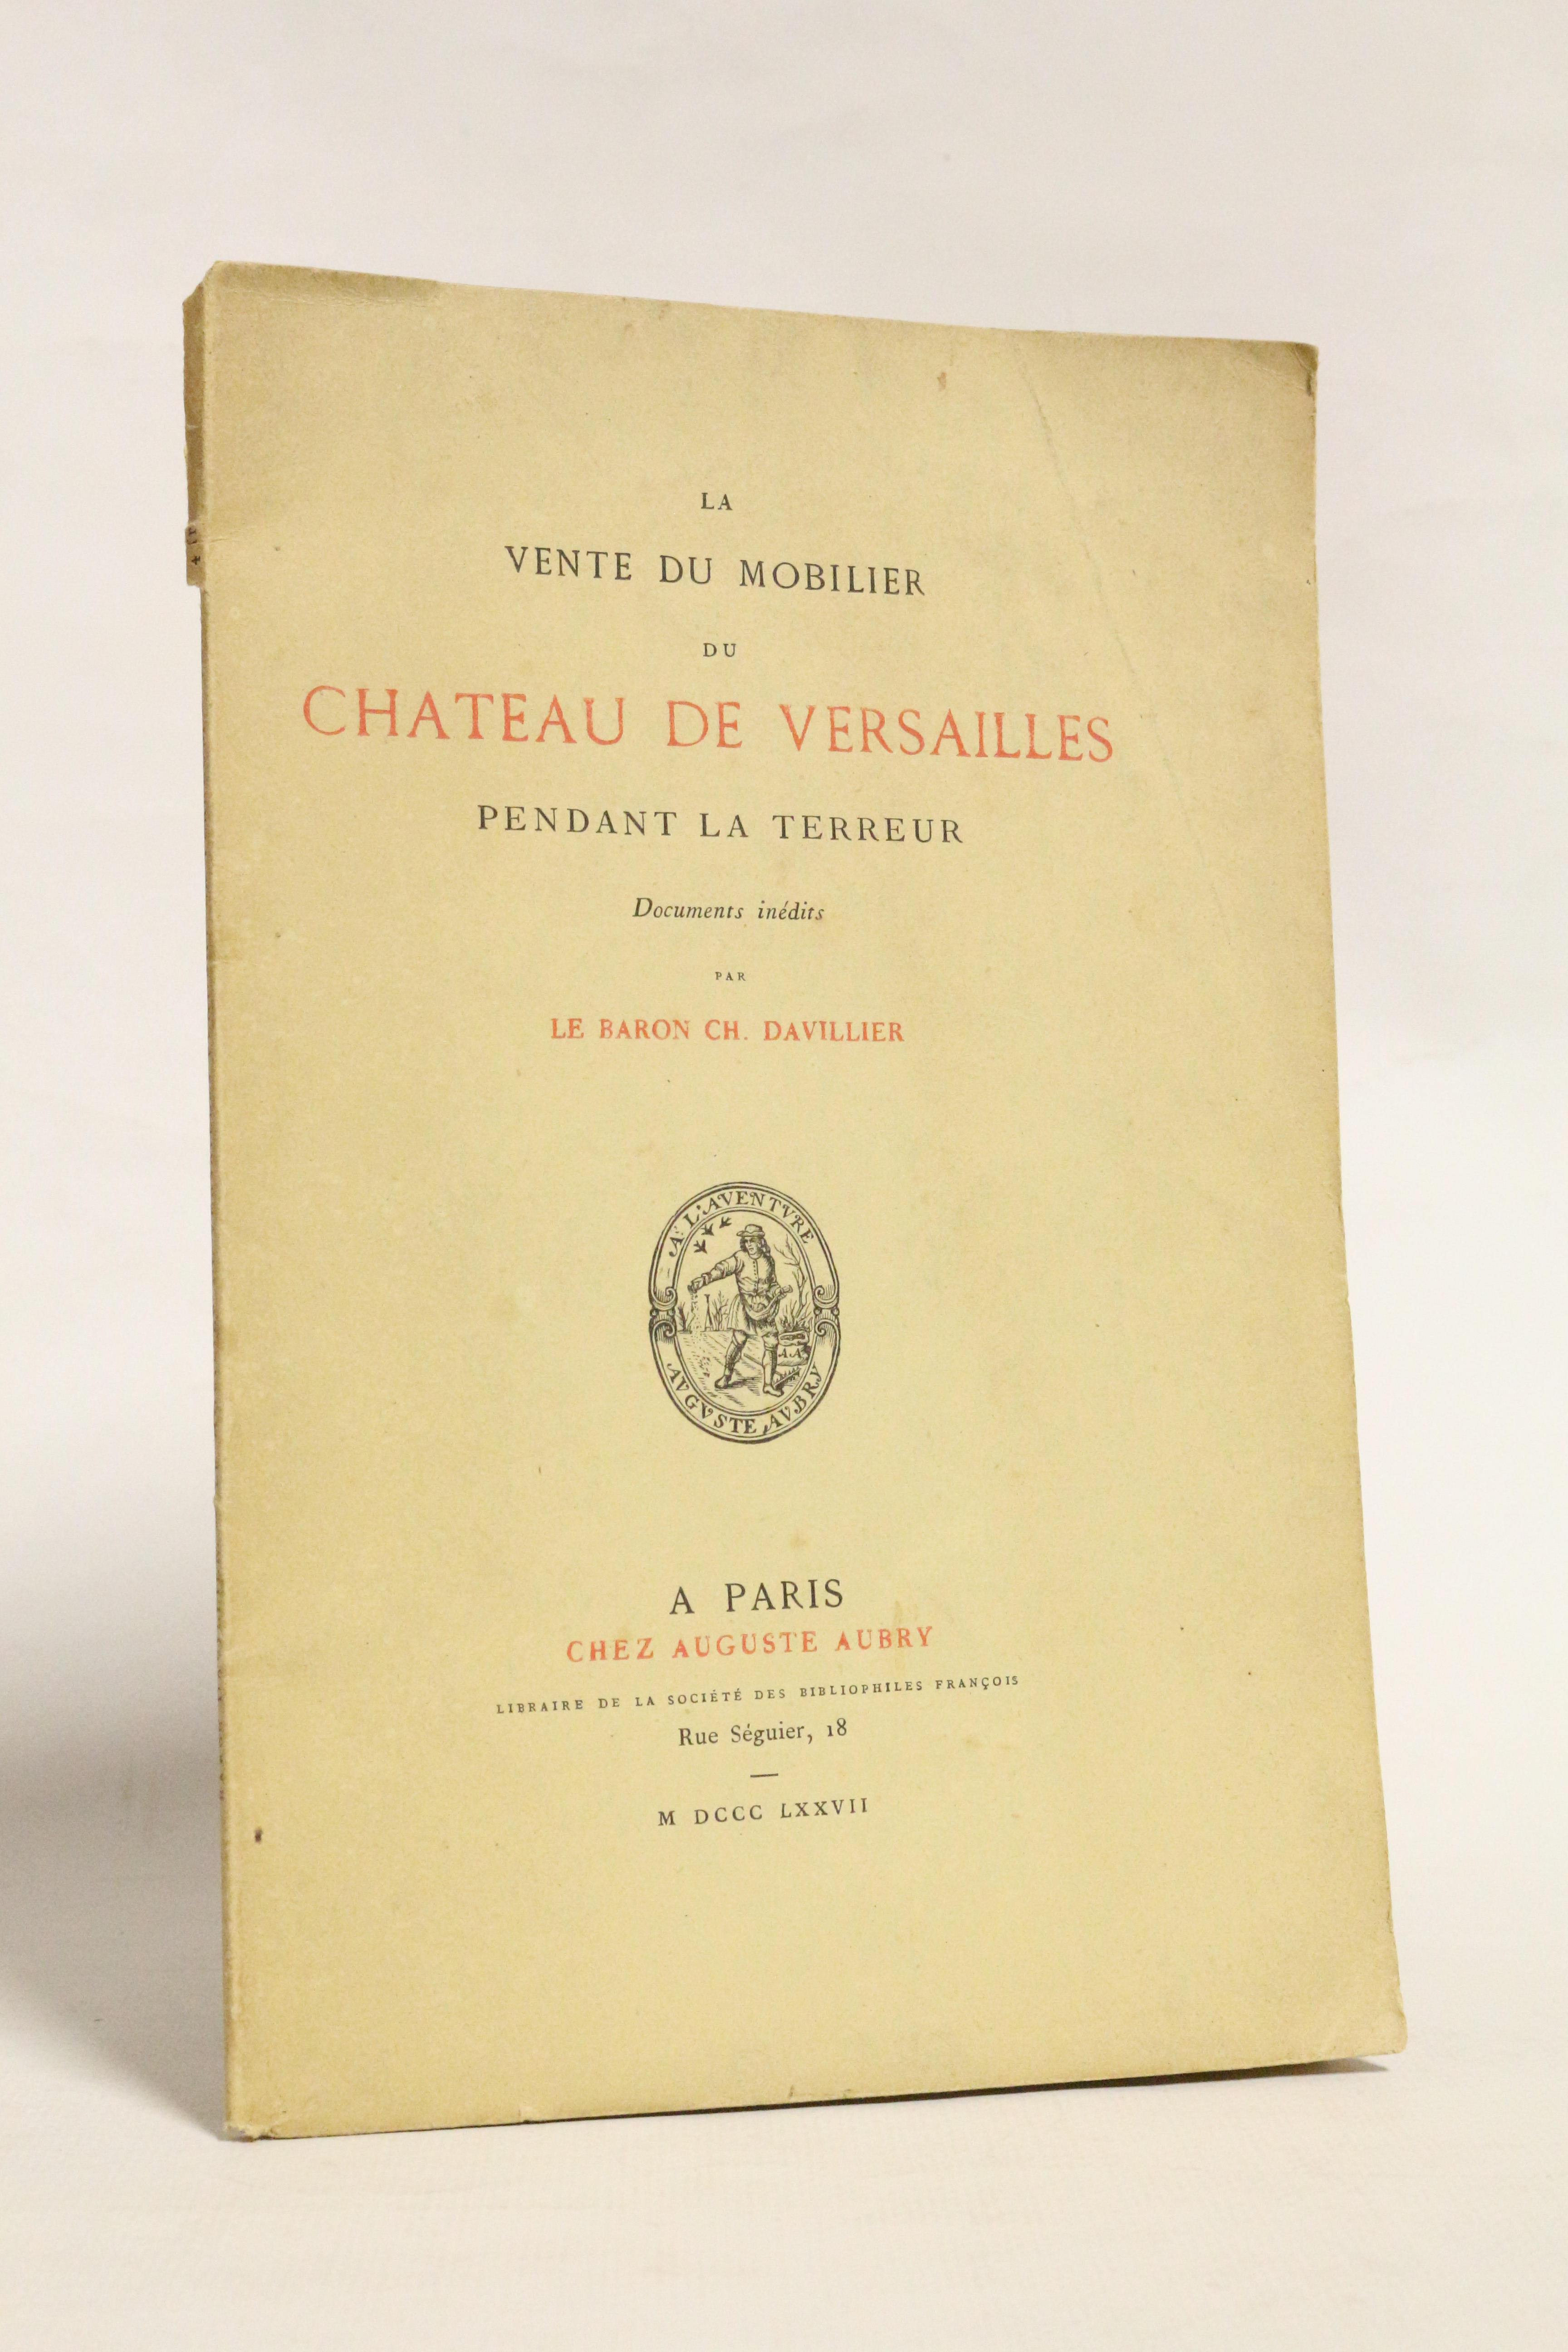 LA
VENTE DU MOBILIER
DU
CHATEAU DE VERSAILLES
PENDANT LA TERREUR
Documents inédits
PAR
LE BARON CH. DAVILLIER
A L'AVENTVRE
A.A
AVGVSTE AVBRY
A PARIS
CHEZ AUGUSTE AUBRY
LIBRAIRE DE LA SOCIÉTÉ DES BIBLIOPHILES FRANÇOIS
Rue Séguier, 18
M DCCC LXXVII